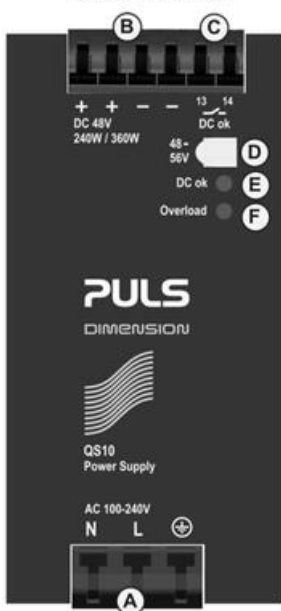 B C
+ + − − 13 14
DC 48V DC ok
240W / 360W
48-
56V D
DC ok E
Overload F
PULS
DIMENSION
QS10
Power Supply
AC 100-240V
N L
A